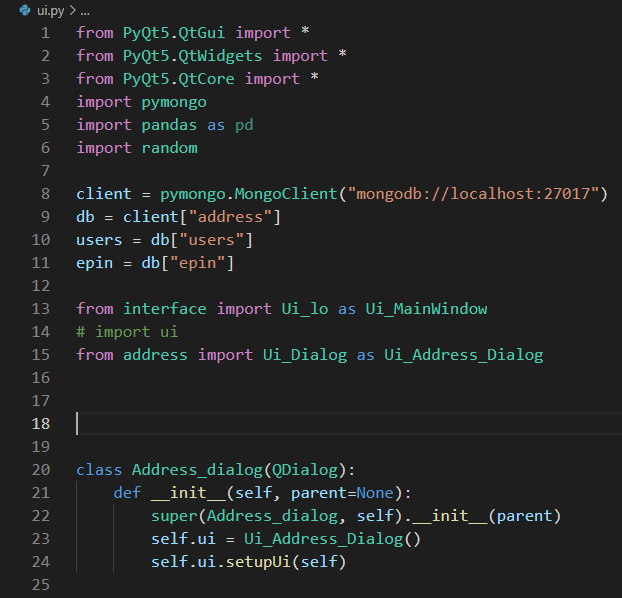 ui.py > ...
1 from PyQt5.QtGui import *
2 from PyQt5.QtWidgets import *
3 from PyQt5.QtCore import *
4 import pymongo
5 import pandas as pd
6 import random
7
8 client = pymongo.MongoClient("mongodb://localhost:27017")
9 db = client["address"]
10 users = db["users"]
11 epin = db["epin"]
12
13 from interface import Ui_lo as Ui_MainWindow
14 # import ui
15 from address import Ui_Dialog as Ui_Address_Dialog
16
17
18
19
20 class Address_dialog(QDialog):
21     def __init__(self, parent=None):
22         super(Address_dialog, self).__init__(parent)
23         self.ui = Ui_Address_Dialog()
24         self.ui.setupUi(self)
25